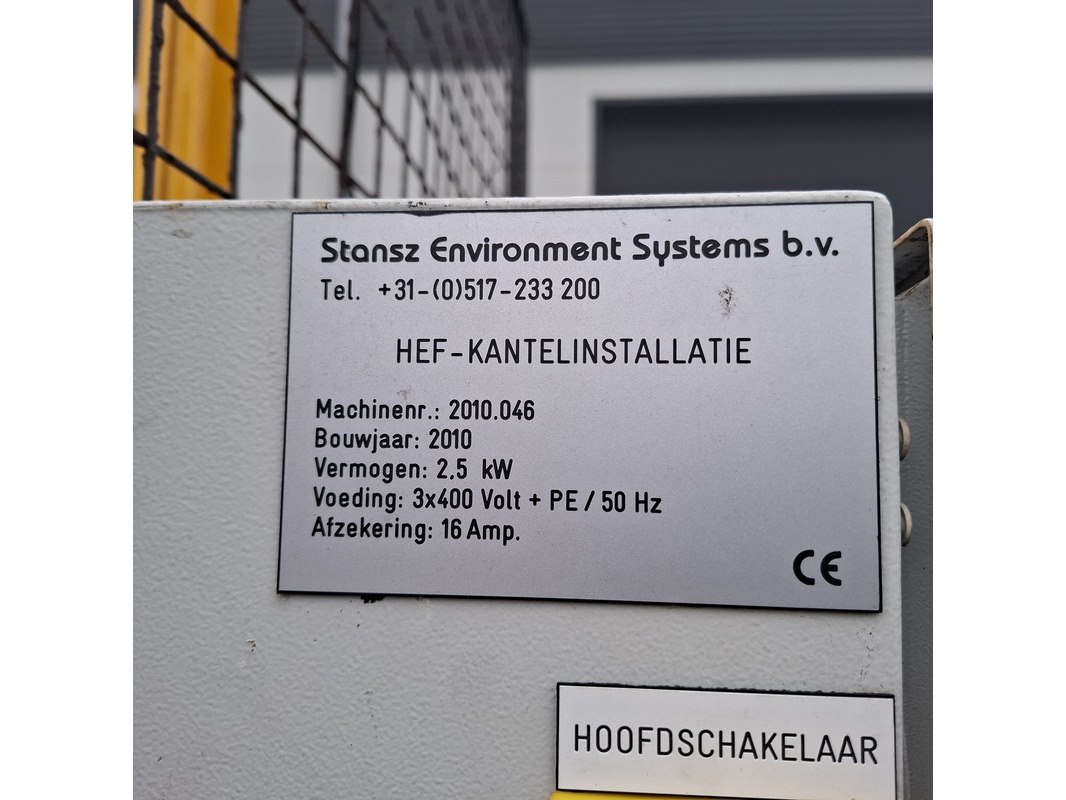 Stansz Environment Systems b.v.
Tel. +31-(0)517-233 200
HEF-KANTELINSTALLATIE
Machinenr.: 2010.046
Bouwjaar: 2010
Vermogen: 2,5 kW
Voeding: 3x400 Volt + PE / 50 Hz
Afzekering: 16 Amp.
CE
HOOFDSCHAKELAAR